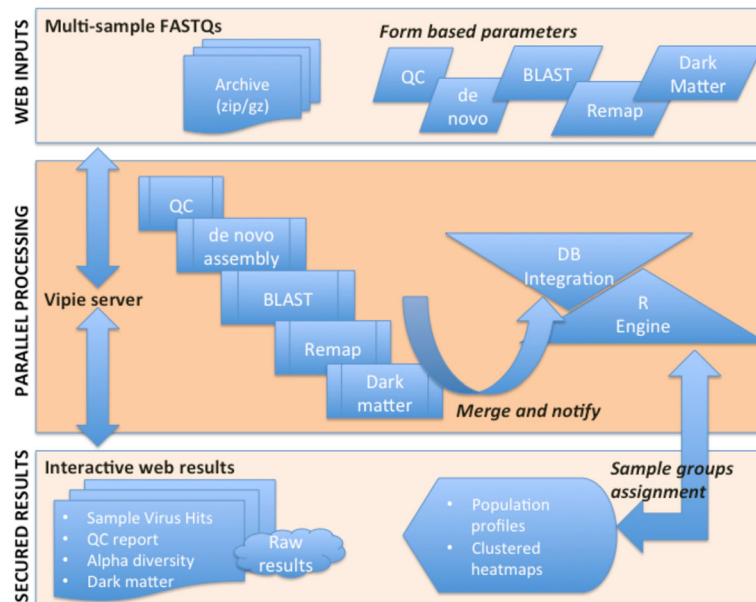 WEB INPUTS
Multi-sample FASTQs
Archive
(zip/gz)
Form based parameters
QC
de
novo
BLAST
Remap
Dark
Matter
PARALLEL PROCESSING
Vipie server
QC
de novo
assembly
BLAST
Remap
Dark
matter
DB
Integration
R
Engine
Merge and notify
SECURED RESULTS
Interactive web results
• Sample Virus Hits
• QC report
• Alpha diversity
• Dark matter
Raw
results
• Population
profiles
• Clustered
heatmaps
Sample groups
assignment